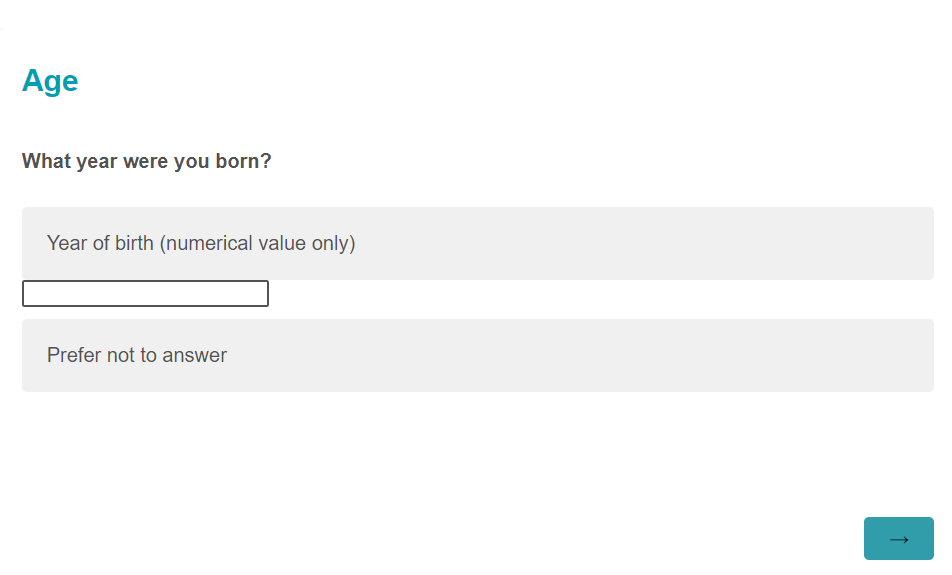 Age
What year were you born?
Year of birth (numerical value only)
Prefer not to answer
→